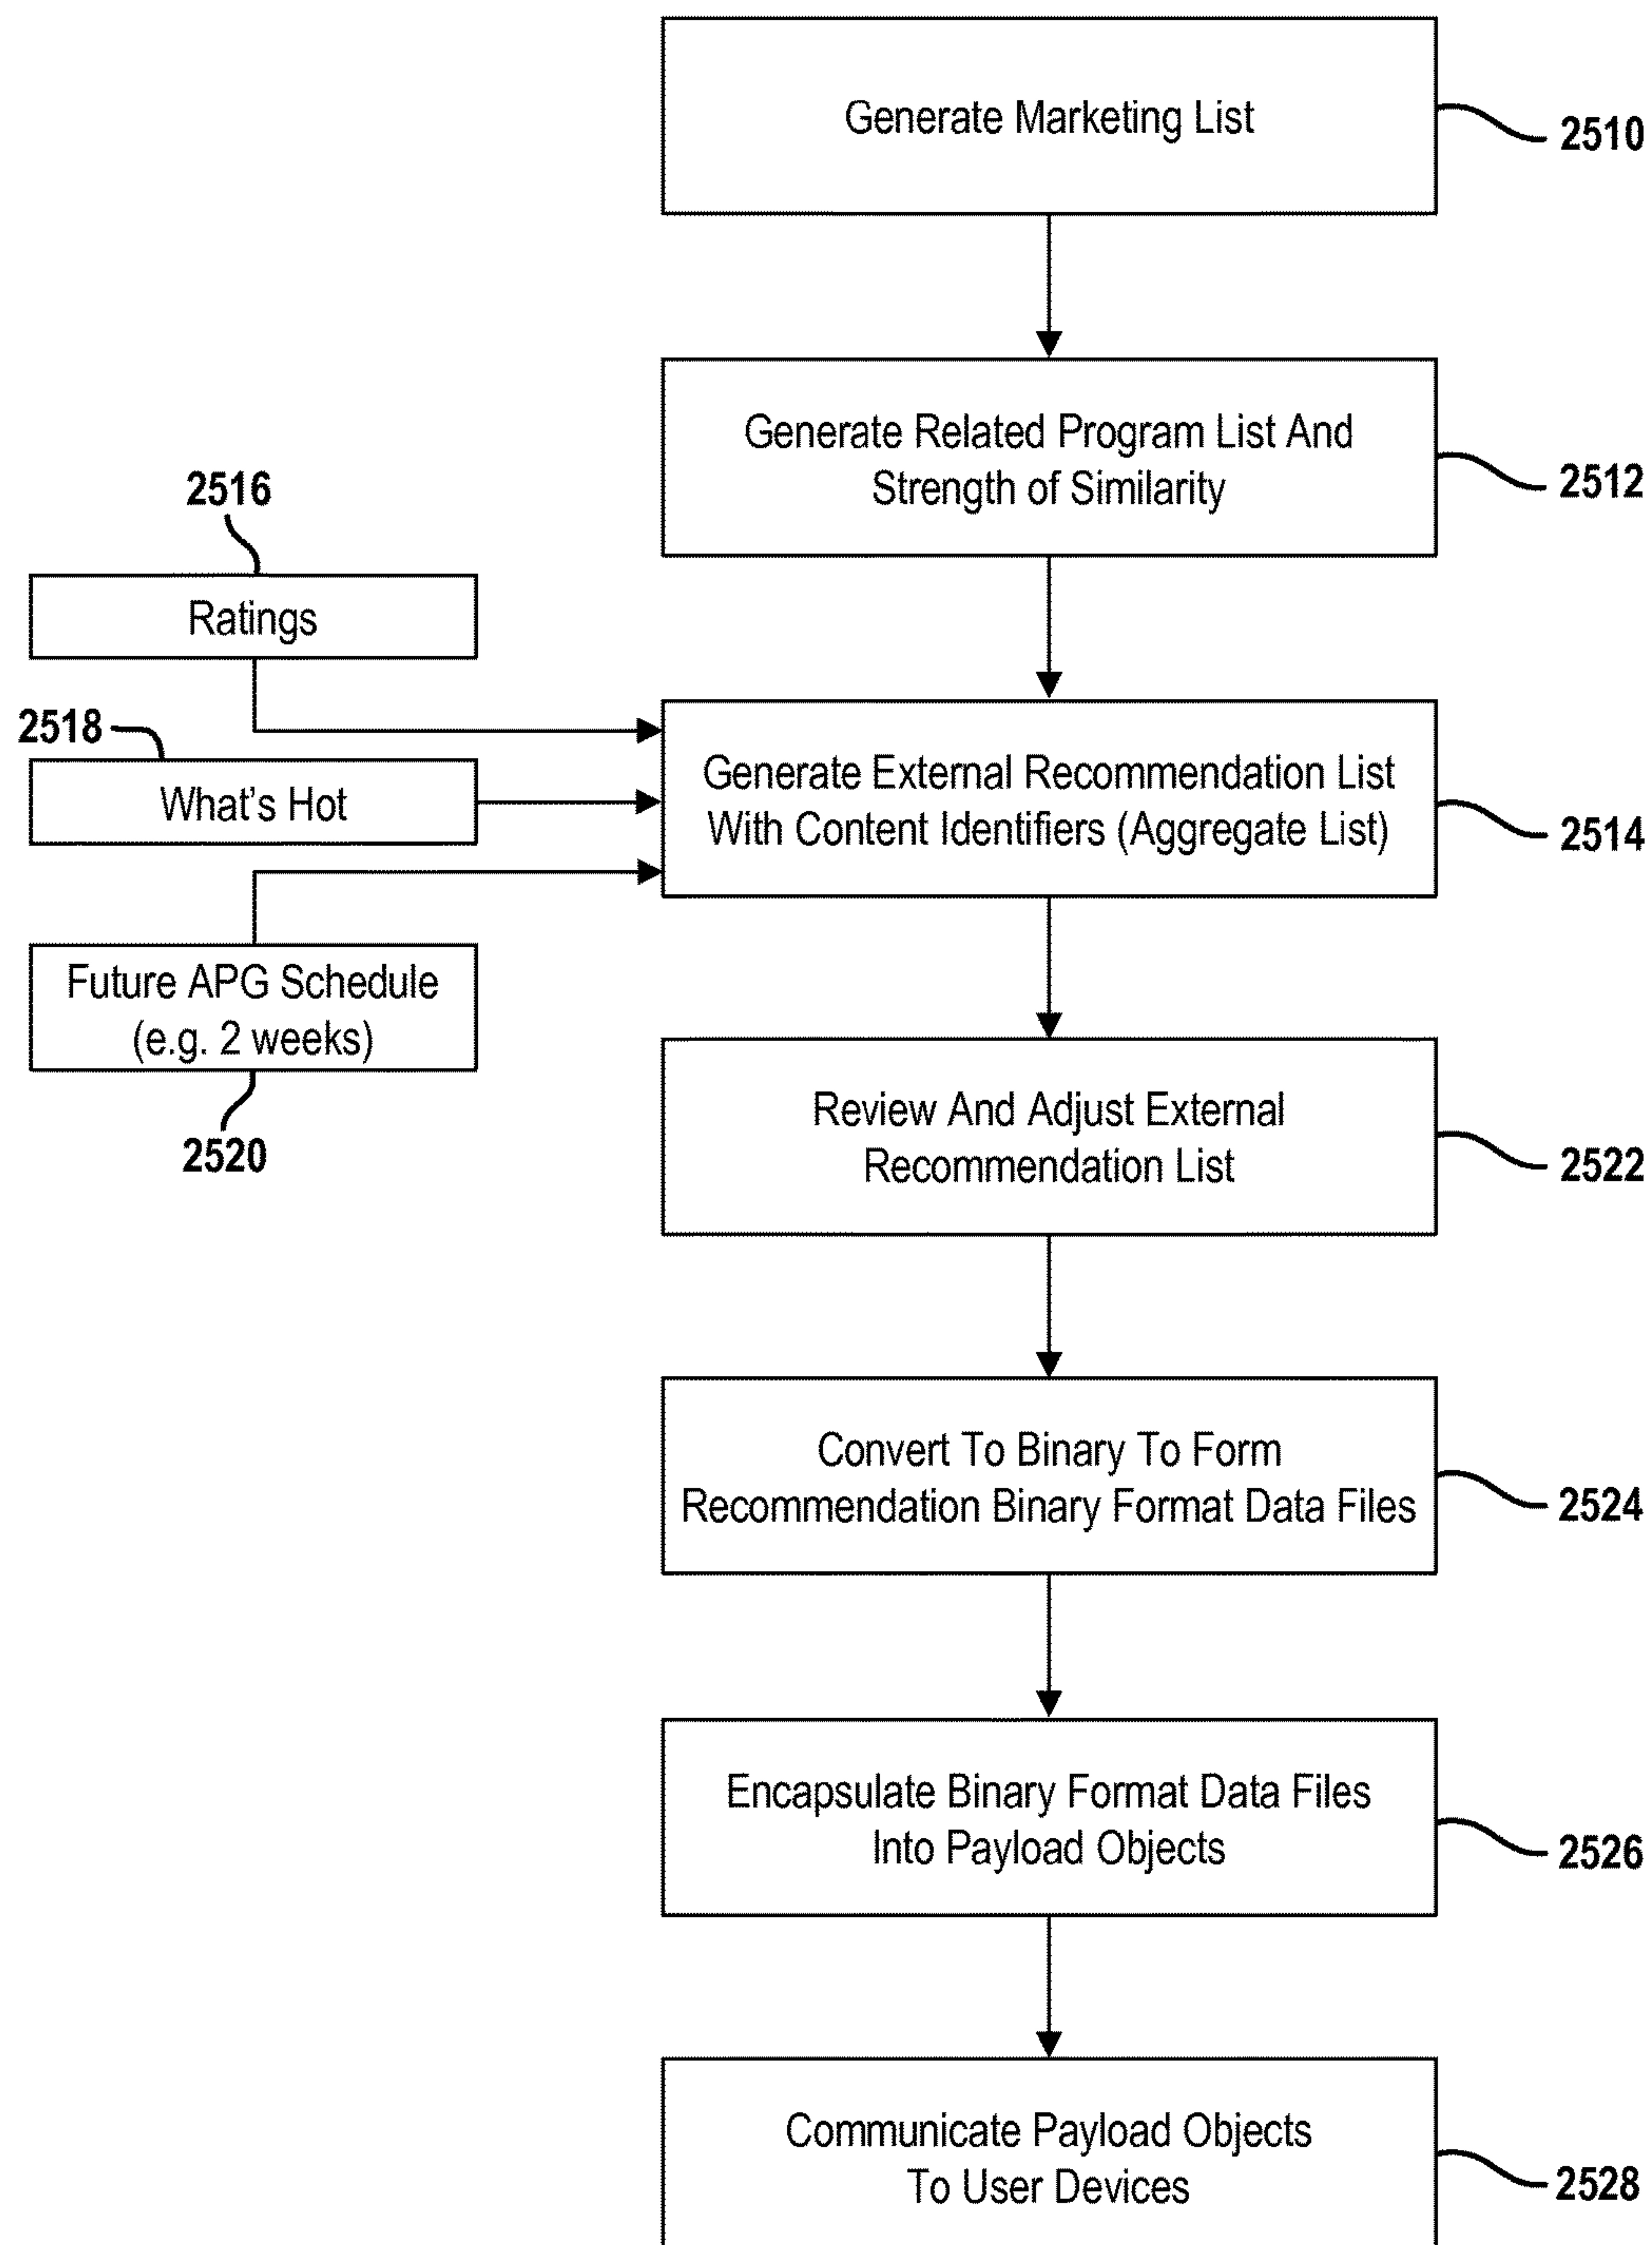 Generate Marketing List
2510
Generate Related Program List And
Strength of Similarity
2512
2516
Ratings
2518
What's Hot
Generate External Recommendation List
With Content Identifiers (Aggregate List)
2514
Future APG Schedule
(e.g. 2 weeks)
2520
Review And Adjust External
Recommendation List
2522
Convert To Binary To Form
Recommendation Binary Format Data Files
2524
Encapsulate Binary Format Data Files
Into Payload Objects
2526
Communicate Payload Objects
To User Devices
2528